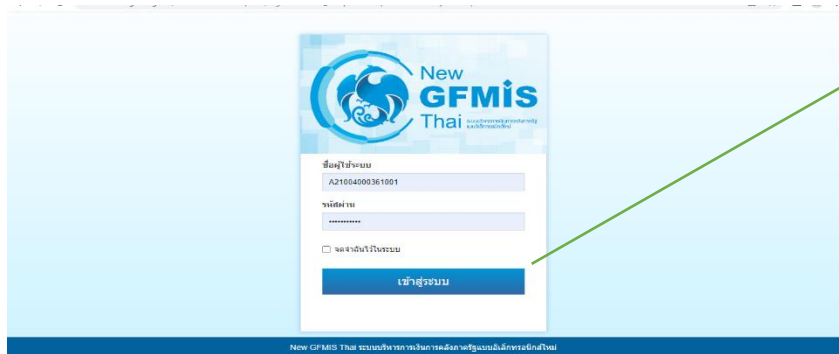 New
GFMIS
Thai
ชื่อผู้ใช้ระบบ
A21004000361001
รหัสผ่าน
•••••••••••
จดจำฉันไว้ในระบบ
เข้าสู่ระบบ
New GFMIS Thai ระบบบริหารการเงินการคลังภาครัฐแบบอิเล็กทรอนิกส์ใหม่